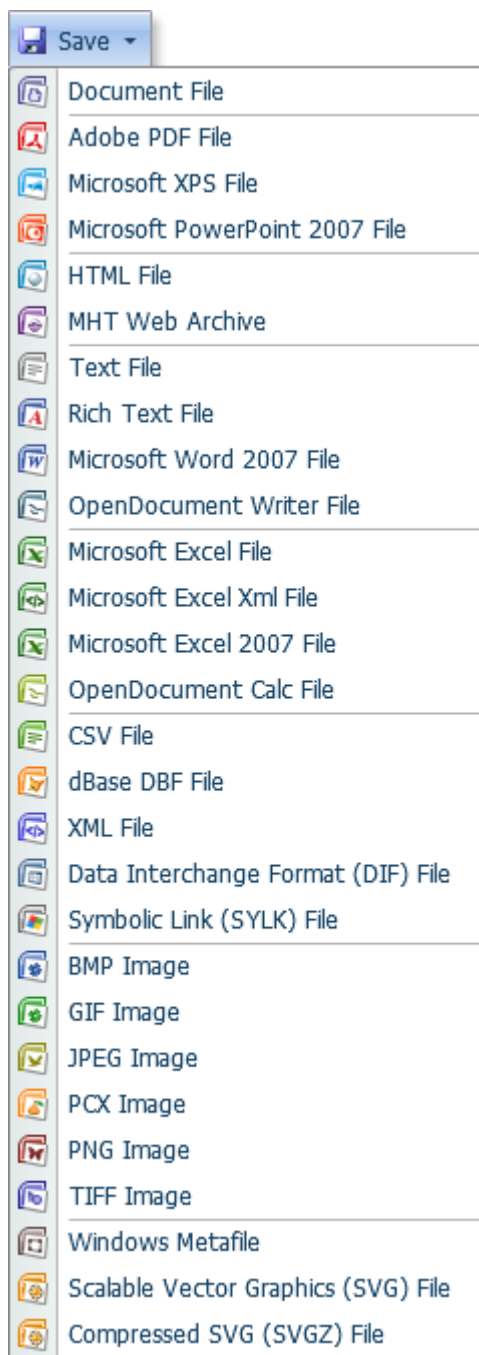 Save
Document File
Adobe PDF File
Microsoft XPS File
Microsoft PowerPoint 2007 File
HTML File
MHT Web Archive
Text File
Rich Text File
Microsoft Word 2007 File
OpenDocument Writer File
Microsoft Excel File
Microsoft Excel Xml File
Microsoft Excel 2007 File
OpenDocument Calc File
CSV File
dBase DBF File
XML File
Data Interchange Format (DIF) File
Symbolic Link (SYLK) File
BMP Image
GIF Image
JPEG Image
PCX Image
PNG Image
TIFF Image
Windows Metafile
Scalable Vector Graphics (SVG) File
Compressed SVG (SVGZ) File